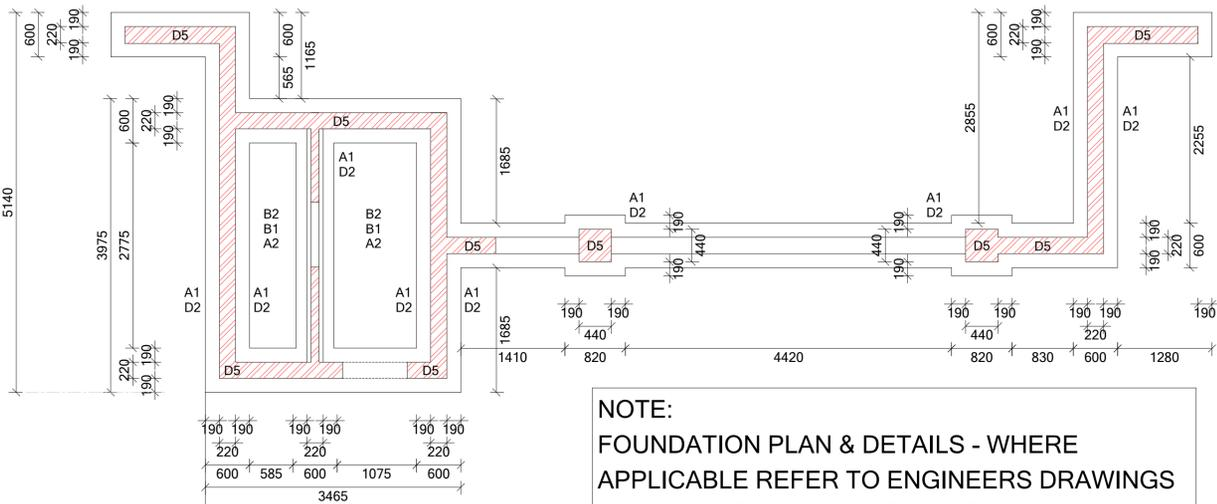 190
600
220
190
D5
600
565
1165
190
600
220
190
D5
190
600
220
190
D5
A1
D2
1685
A1
D2
2855
A1
D2
A1
D2
2255
5140
3975
2775
B2
B1
A2
B2
B1
A2
A1
D2
A1
D2
190
440
190
190
440
190
D5
D5
D5
D5
190
220
190
600
A1
D2
A1
D2
A1
D2
A1
D2
1685
190
220
190
D5
D5
190
190
440
190
190
440
190
190
220
190
1410
820
4420
820
830
600
1280
190
190
190
190
190
190
220
220
220
600
585
600
1075
600
3465
NOTE:
FOUNDATION PLAN & DETAILS - WHERE
APPLICABLE REFER TO ENGINEERS DRAWINGS